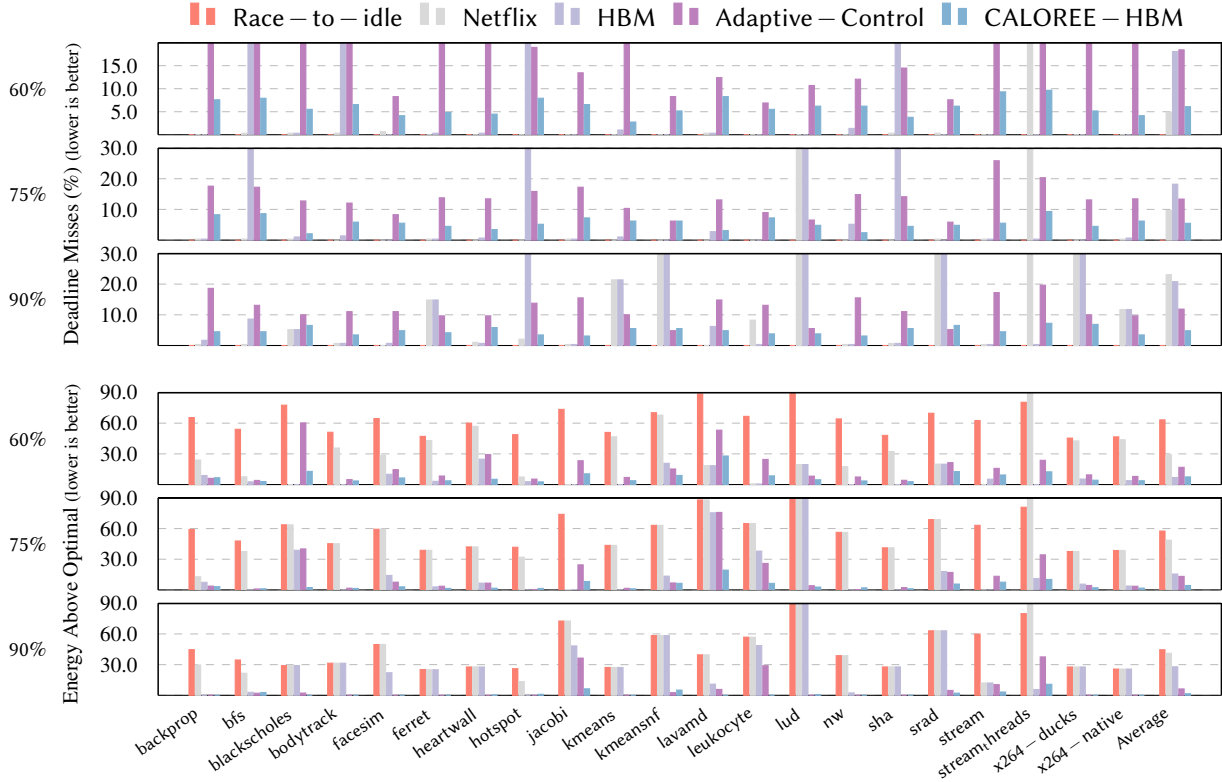 Race – to – idle Netflix HBM Adaptive – Control CALOREE – HBM
Deadline Misses (%) (lower is better)
60%
15.0
10.0
5.0
75%
30.0
20.0
10.0
90%
30.0
20.0
10.0
Energy Above Optimal (lower is better)
60%
90.0
60.0
30.0
75%
90.0
60.0
30.0
90%
90.0
60.0
30.0
backprop
bfs
blackscholes
bodytrack
facesim
ferret
heartwall
hotspot
jacobi
kmeans
kmeansnf
lavamd
leukocyte
lud
nw
sha
srad
stream
x264 – ducks
x264 – native
Average